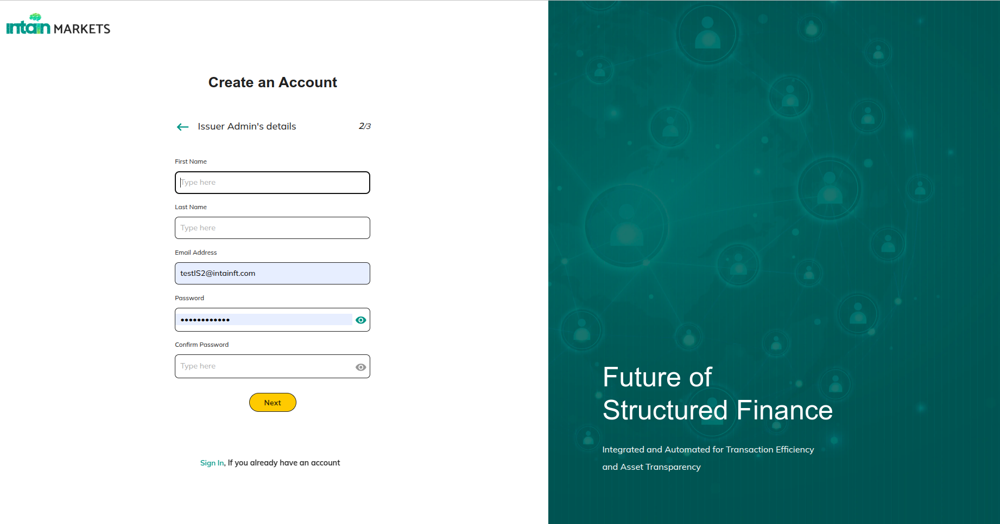 intain MARKETS
Create an Account
Issuer Admin's details
2/3
First Name
Type here
Last Name
Type here
Email Address
testIS2@intainft.com
Password
••••••••••••
Confirm Password
Type here
Next
Sign In, If you already have an account
Future of
Structured Finance
Integrated and Automated for Transaction Efficiency
and Asset Transparency